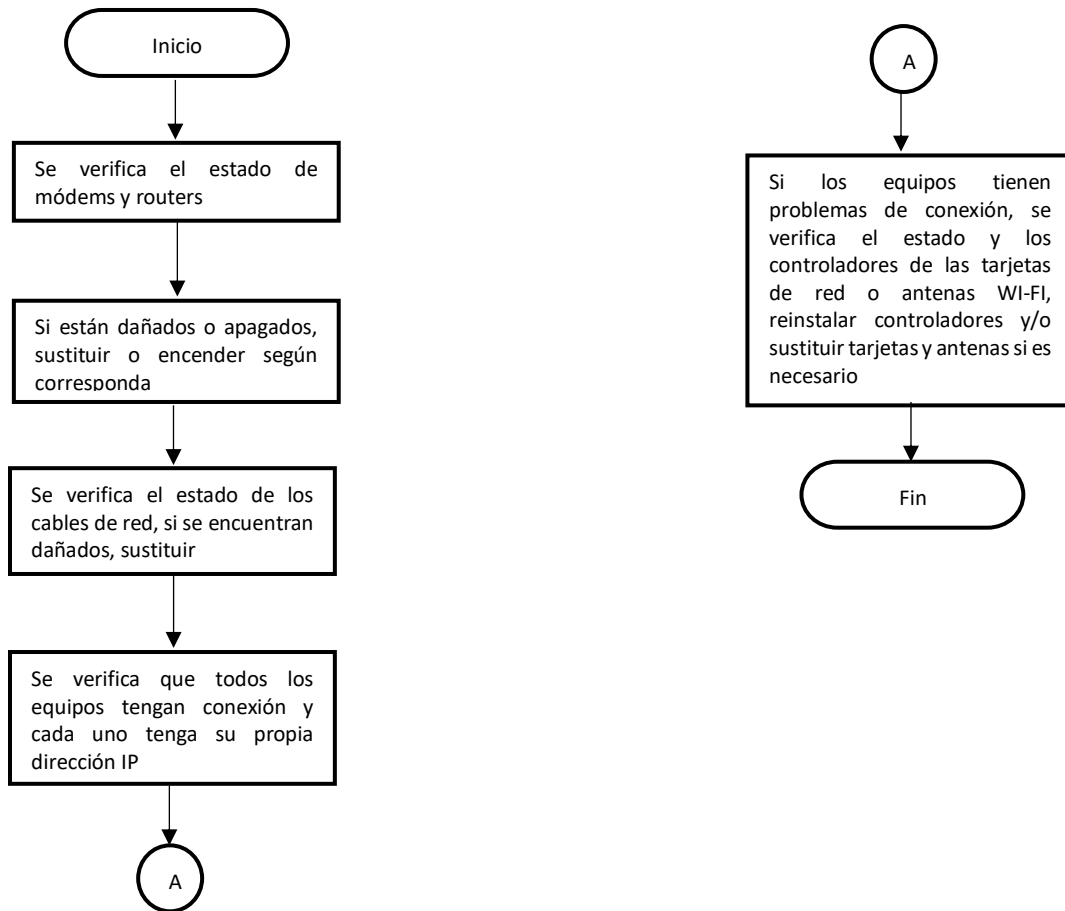 Inicio
Se verifica el estado de
módems y routers
Si están dañados o apagados,
sustituir o encender según
corresponda
Se verifica el estado de los
cables de red, si se encuentran
dañados, sustituir
Se verifica que todos los
equipos tengan conexión y
cada uno tenga su propia
dirección IP
A
A
Si los equipos tienen
problemas de conexión, se
verifica el estado y los
controladores de las tarjetas
de red o antenas WI-FI,
reinstalar controladores y/o
sustituir tarjetas y antenas si es
necesario
Fin